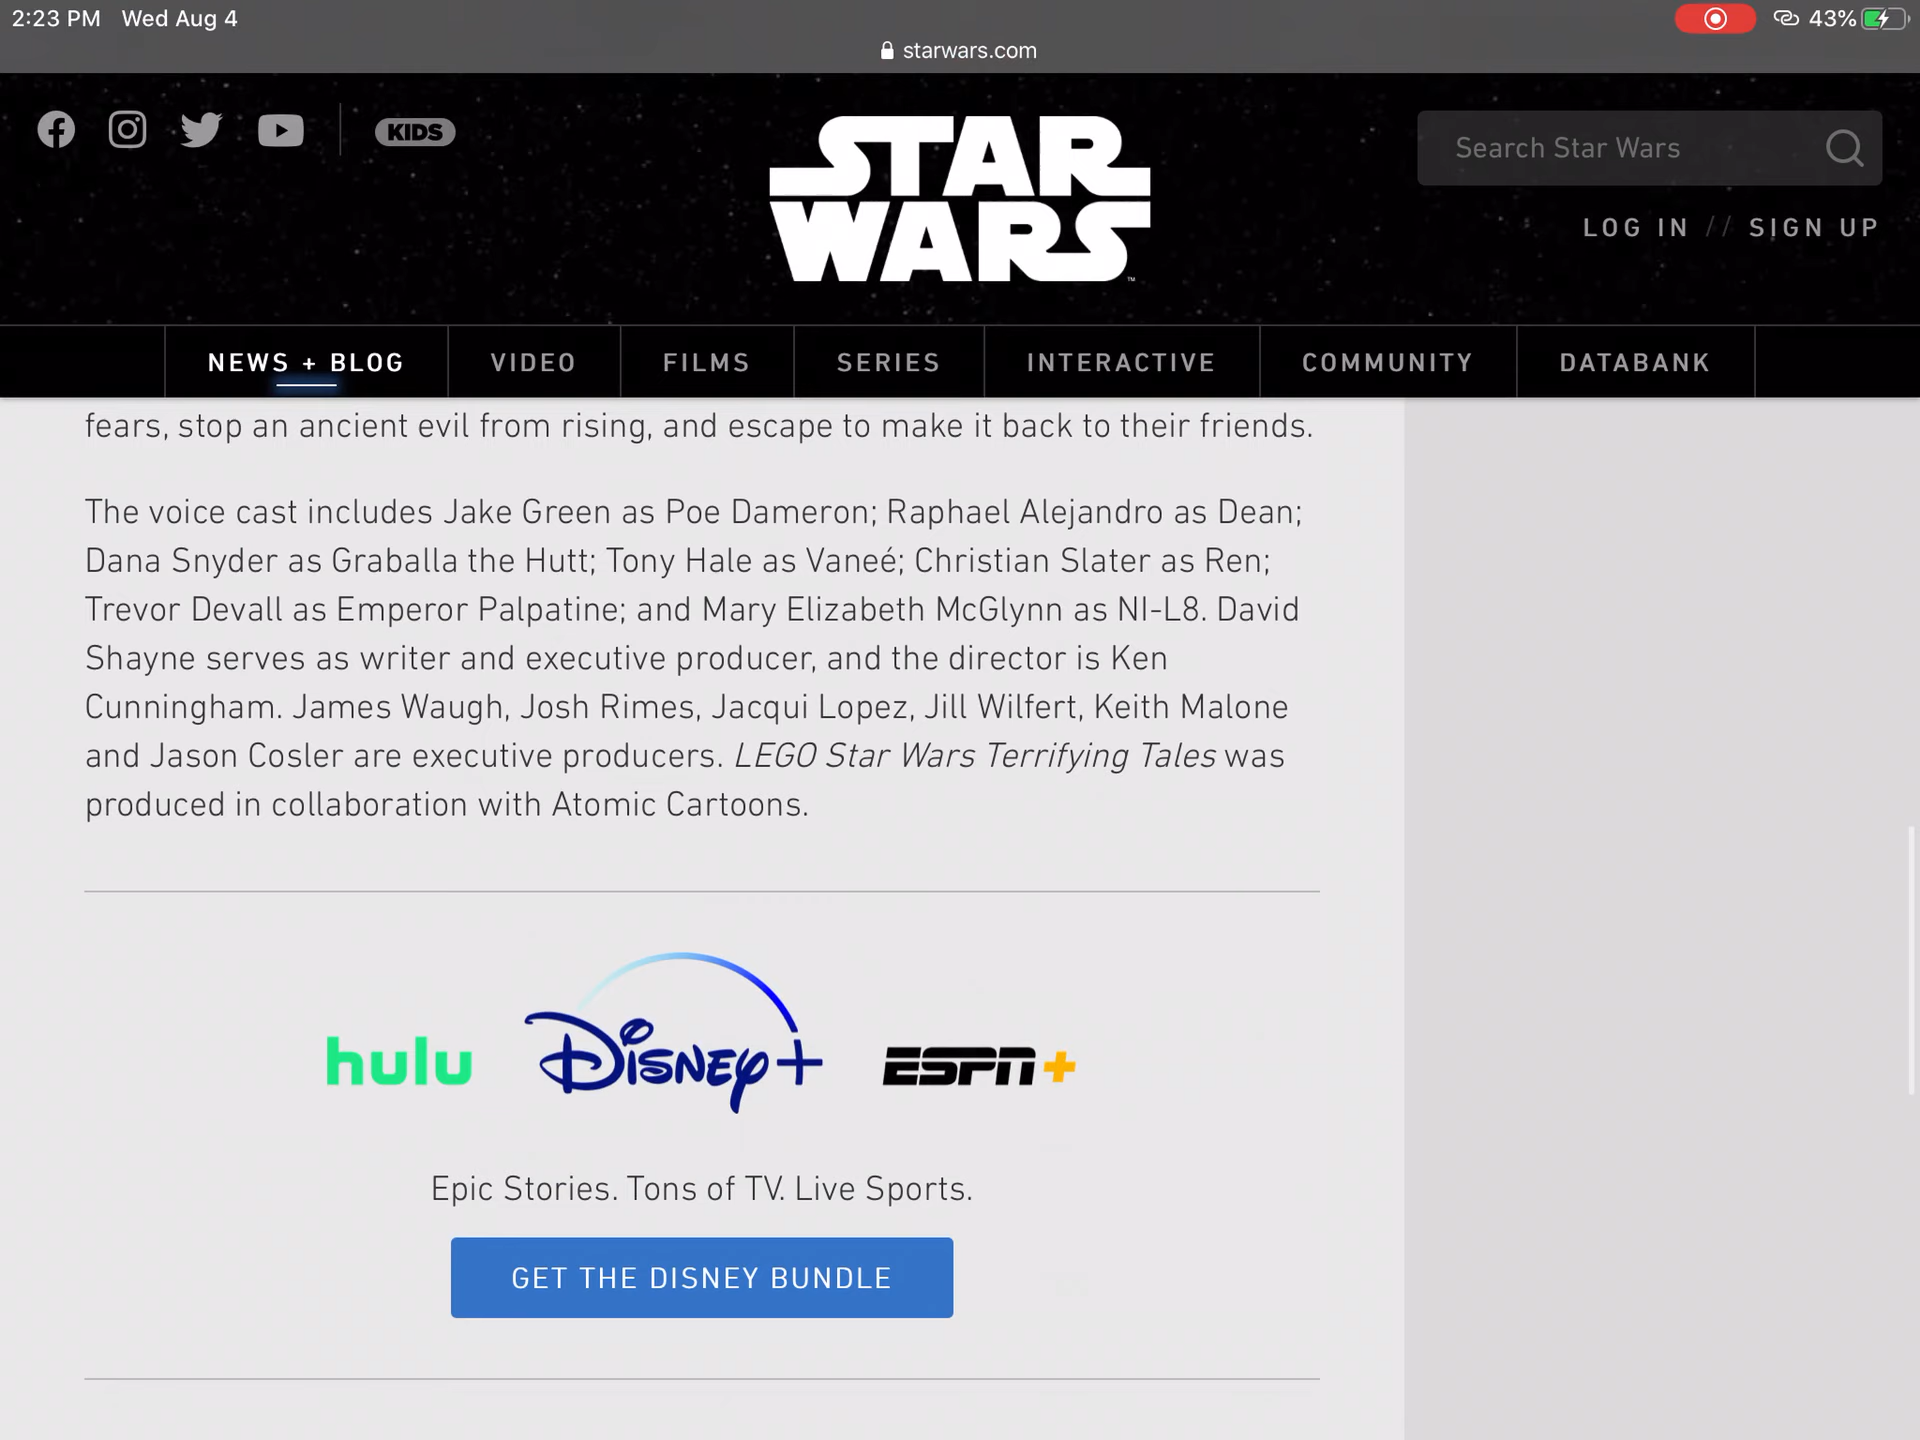 2:23 PM Wed Aug 4
43%
starwars.com
KIDS
STAR
WARS
™
Search Star Wars
LOG IN // SIGN UP
NEWS + BLOG VIDEO FILMS SERIES INTERACTIVE COMMUNITY DATABANK
fears, stop an ancient evil from rising, and escape to make it back to their friends.
The voice cast includes Jake Green as Poe Dameron; Raphael Alejandro as Dean;
Dana Snyder as Graballa the Hutt; Tony Hale as Vaneé; Christian Slater as Ren;
Trevor Devall as Emperor Palpatine; and Mary Elizabeth McGlynn as NI-L8. David
Shayne serves as writer and executive producer, and the director is Ken
Cunningham. James Waugh, Josh Rimes, Jacqui Lopez, Jill Wilfert, Keith Malone
and Jason Cosler are executive producers. LEGO Star Wars Terrifying Tales was
produced in collaboration with Atomic Cartoons.
hulu Disney+ ESPN+
Epic Stories. Tons of TV. Live Sports.
GET THE DISNEY BUNDLE